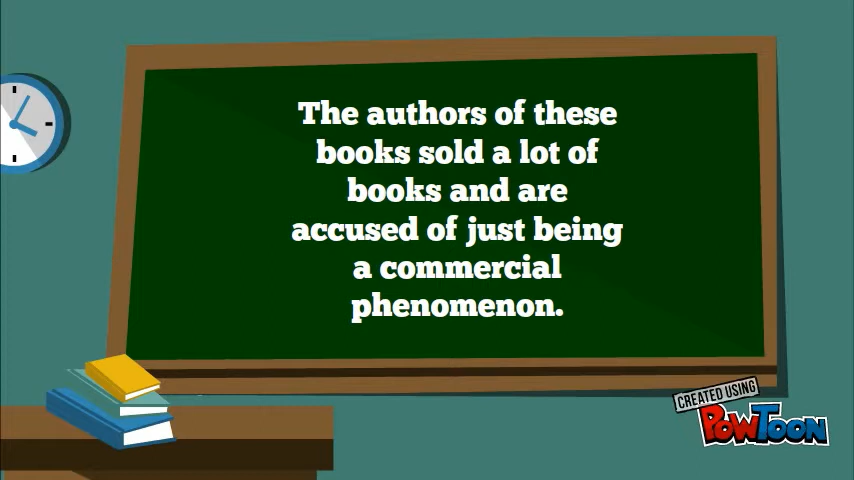 The authors of these
books sold a lot of
books and are
accused of just being
a commercial
phenomenon.
CREATED USING
POWTOON